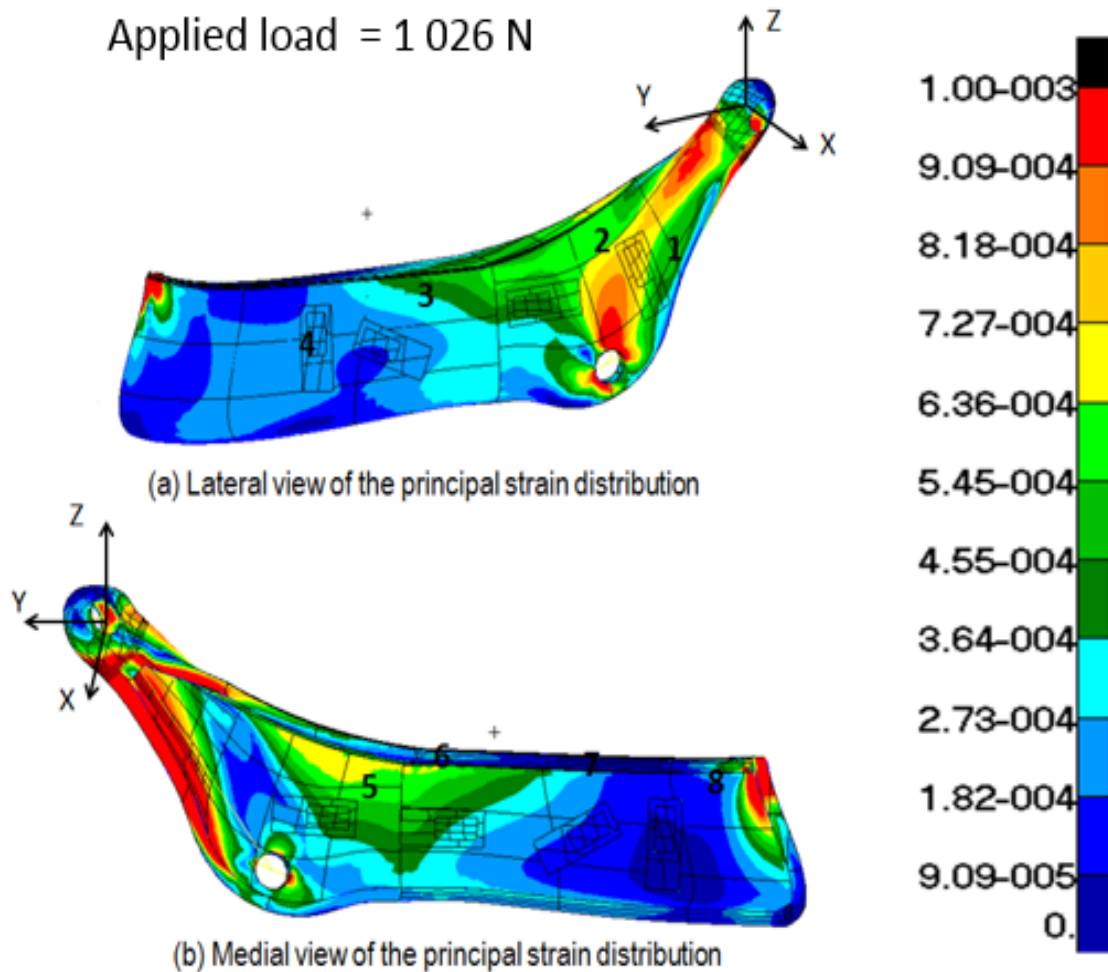 Applied load = 1 026 N
Z
Y
X
1.00-003
9.09-004
8.18-004
7.27-004
6.36-004
5.45-004
4.55-004
3.64-004
2.73-004
1.82-004
9.09-005
0.
2
1
3
4
(a) Lateral view of the principal strain distribution
Z
Y
X
6
7
5
8
(b) Medial view of the principal strain distribution